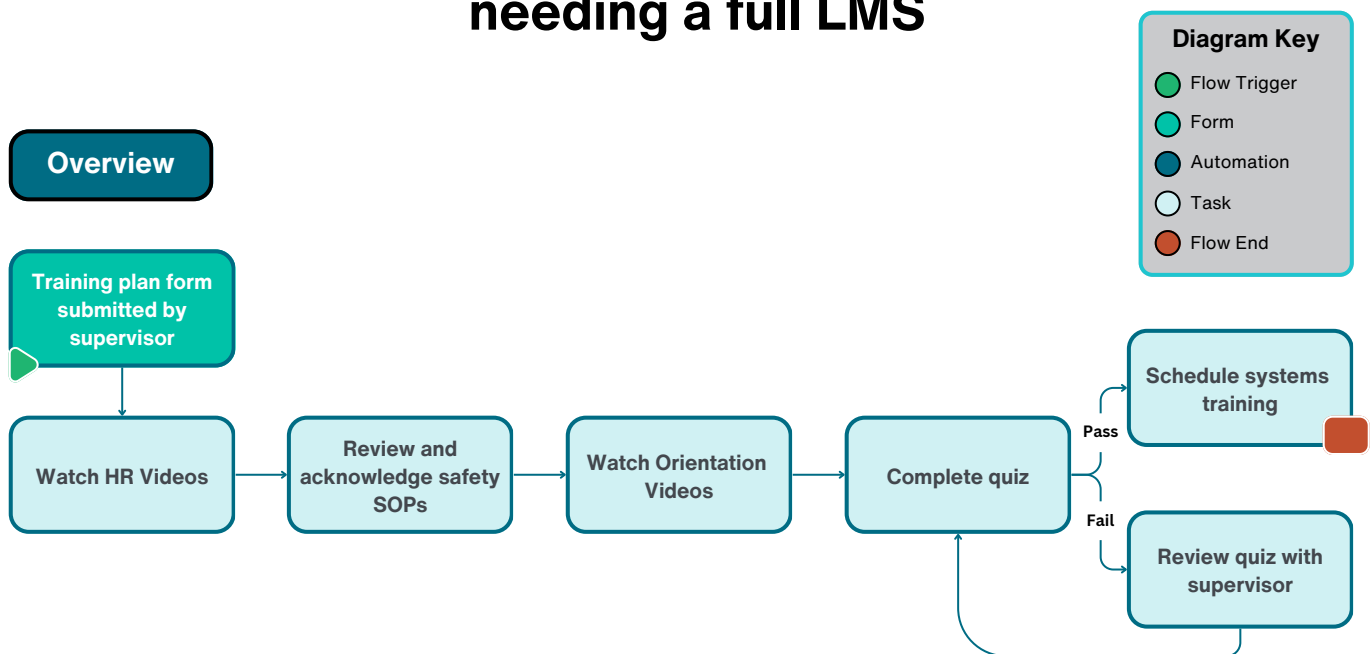 needing a full LMS
Diagram Key
Flow Trigger
Form
Automation
Task
Flow End
Overview
Training plan form
submitted by
supervisor
Watch HR Videos
Review and
acknowledge safety
SOPs
Watch Orientation
Videos
Complete quiz
Pass
Fail
Schedule systems
training
Review quiz with
supervisor